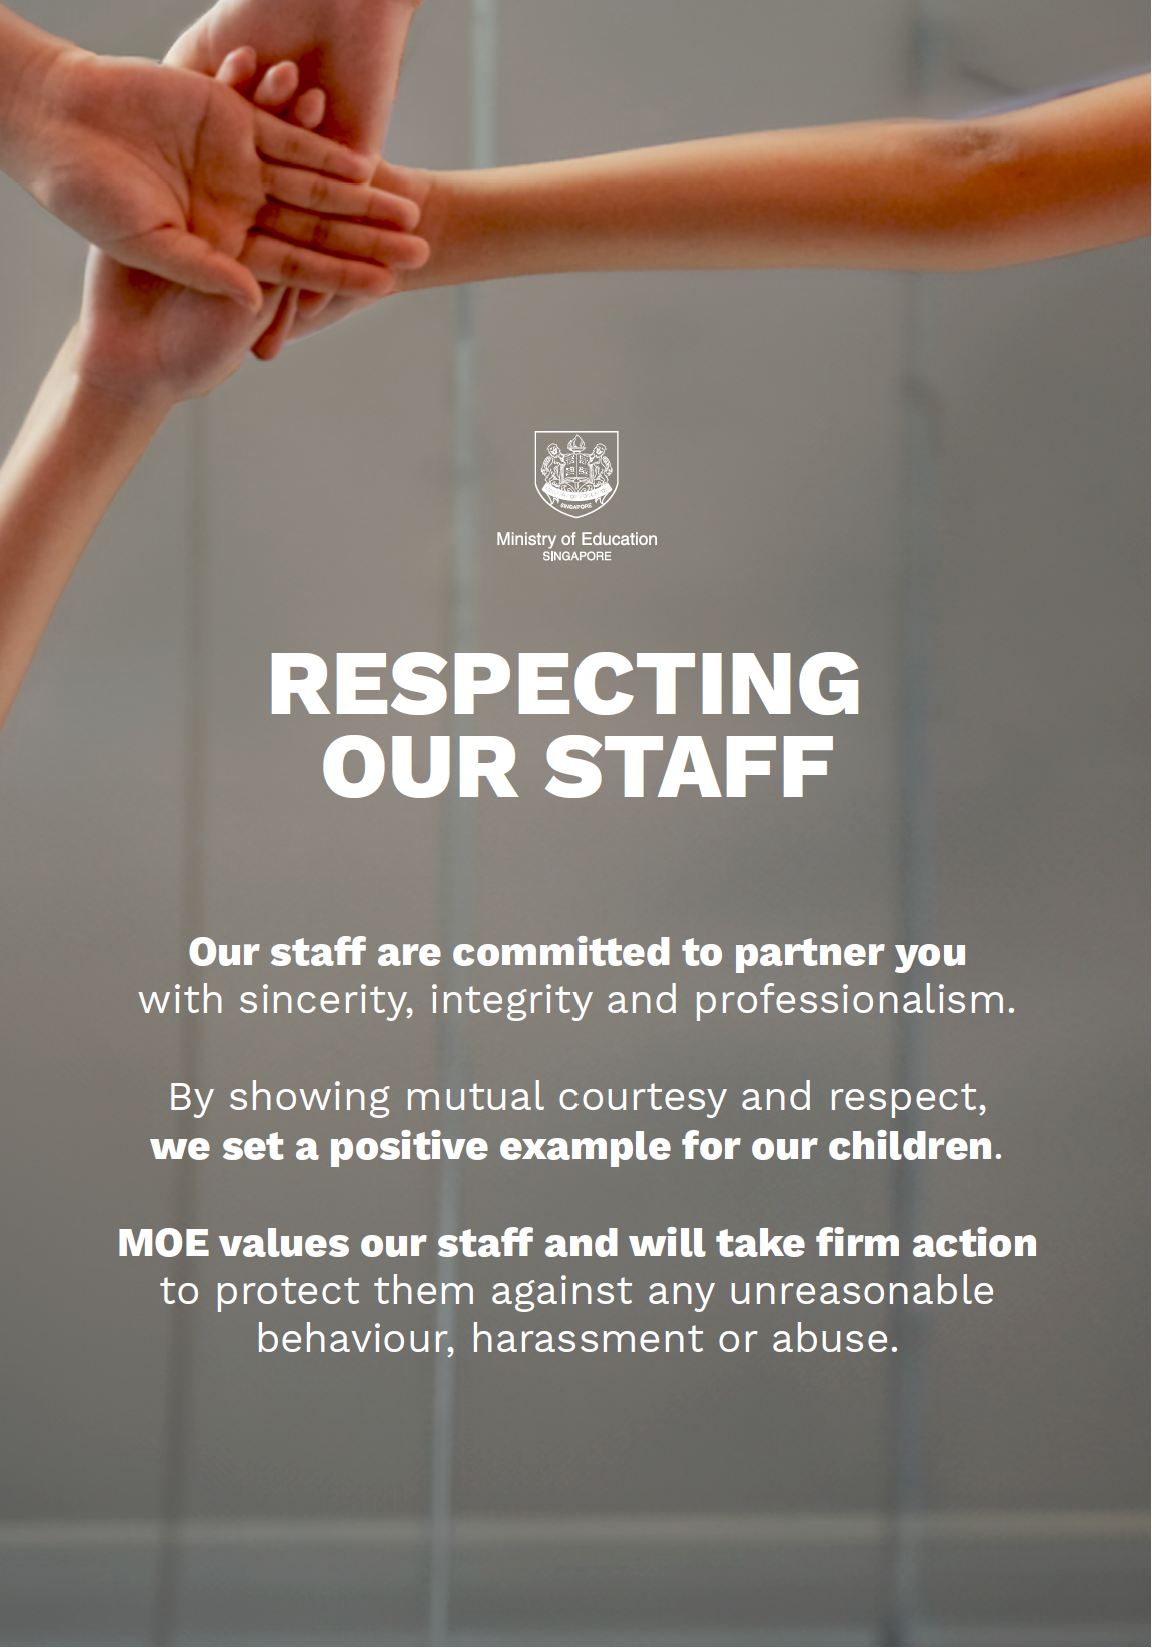 SINGAPORE
Ministry of Education
SINGAPORE
RESPECTING
OUR STAFF
Our staff are committed to partner you
with sincerity, integrity and professionalism.
By showing mutual courtesy and respect,
we set a positive example for our children.
MOE values our staff and will take firm action
to protect them against any unreasonable
behaviour, harassment or abuse.